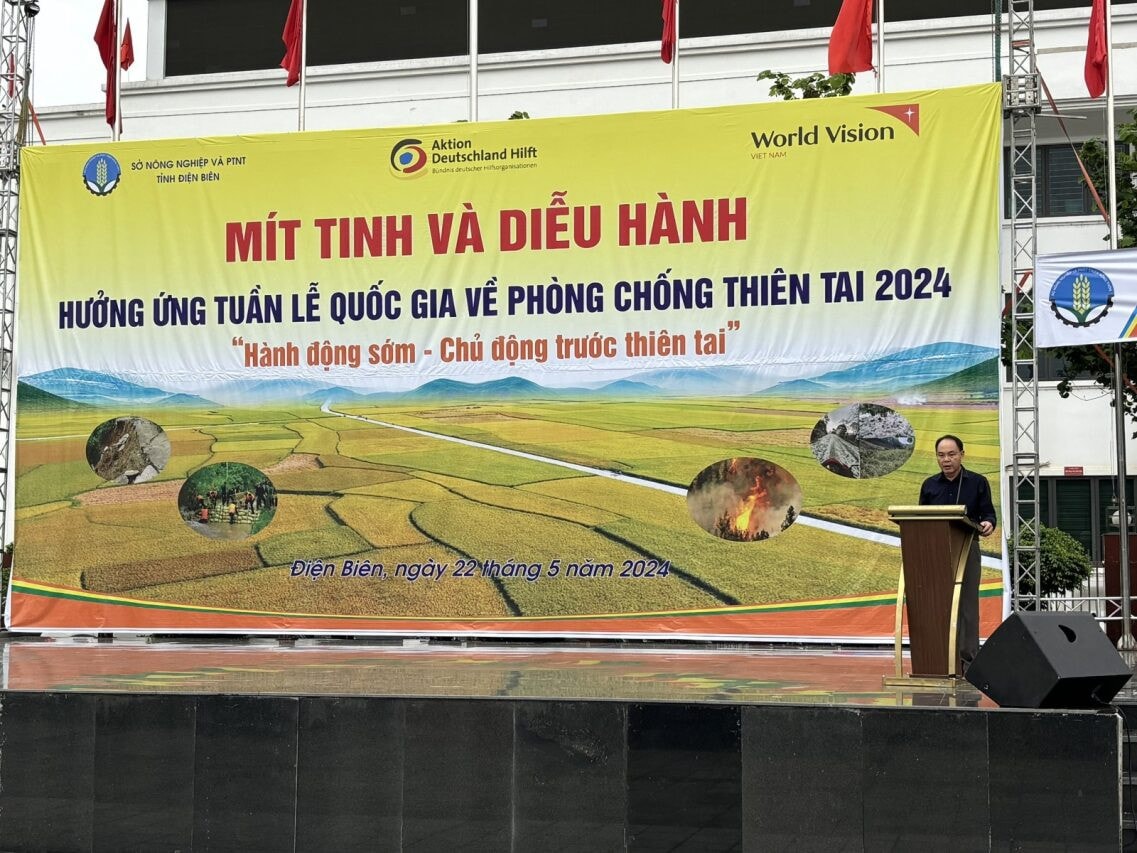 SỞ NÔNG NGHIỆP VÀ PTNT
TỈNH ĐIỆN BIÊN
Aktion
Deutschland Hilft
Bündnis deutscher Hilfsorganisationen
World Vision
VIỆT NAM
MÍT TINH VÀ DIỄU HÀNH
HƯỞNG ỨNG TUẦN LỄ QUỐC GIA VỀ PHÒNG CHỐNG THIÊN TAI 2024
“Hành động sớm - Chủ động trước thiên tai”
Điện Biên, ngày 22 tháng 5 năm 2024